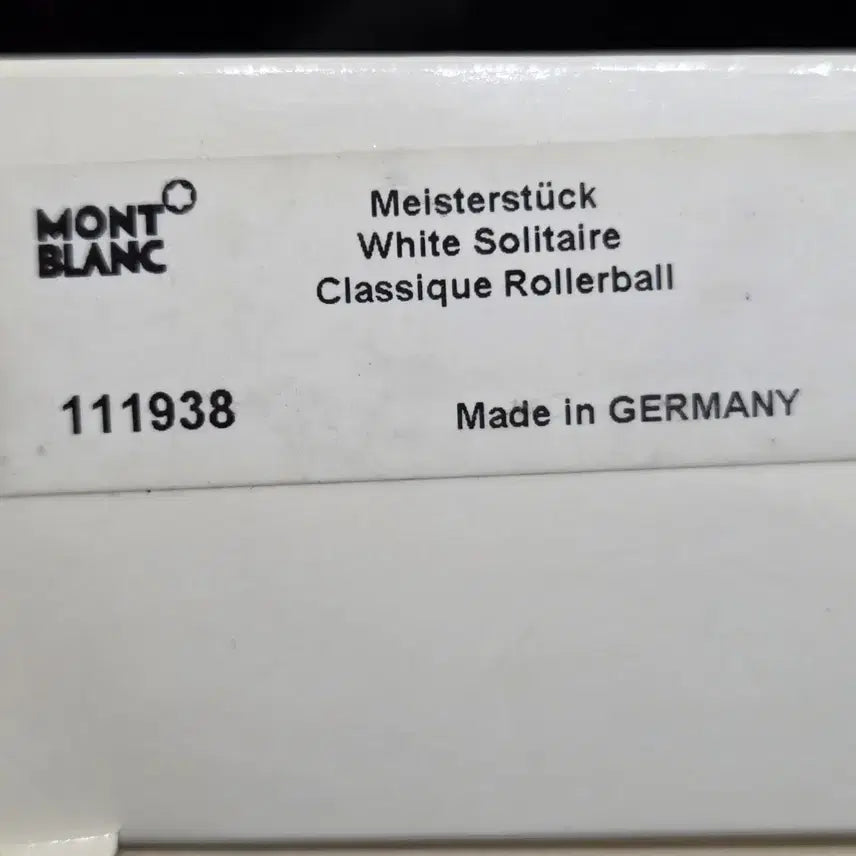 MONT
BLANC
Meisterstück
White Solitaire
Classique Rollerball
111938
Made in GERMANY